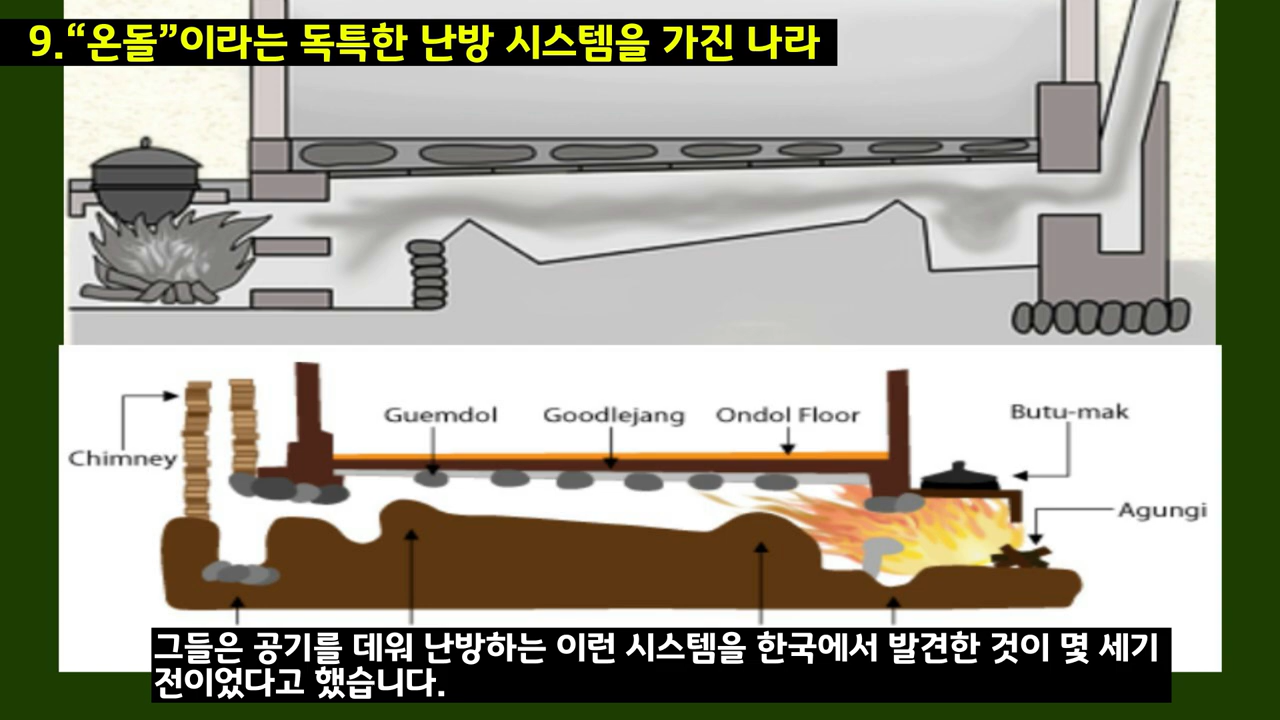 9.“온돌”이라는 독특한 난방 시스템을 가진 나라
Guemdol Goodlejang Ondol Floor Butu-mak
Chimney
Agungi
그들은 공기를 데워 난방하는 이런 시스템을 한국에서 발견한 것이 몇 세기
전이었다고 했습니다.